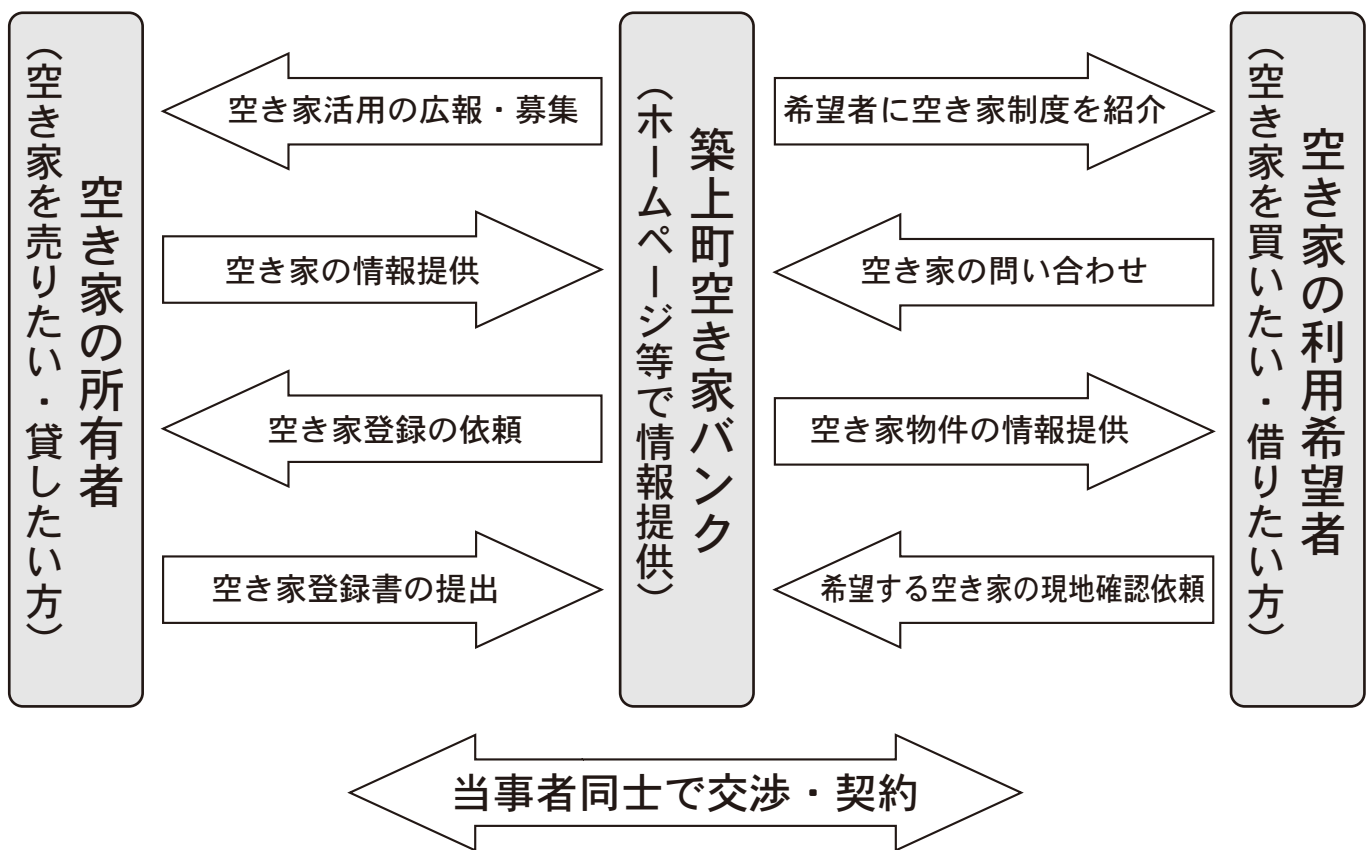 空き家の所有者
（空き家を売りたい・貸したい方）
空き家活用の広報・募集
空き家の情報提供
空き家登録の依頼
空き家登録書の提出
築上町空き家バンク
（ホームページ等で情報提供）
希望者に空き家制度を紹介
空き家の問い合わせ
空き家物件の情報提供
希望する空き家の現地確認依頼
空き家の利用希望者
（空き家を買いたい・借りたい方）
当事者同士で交渉・契約